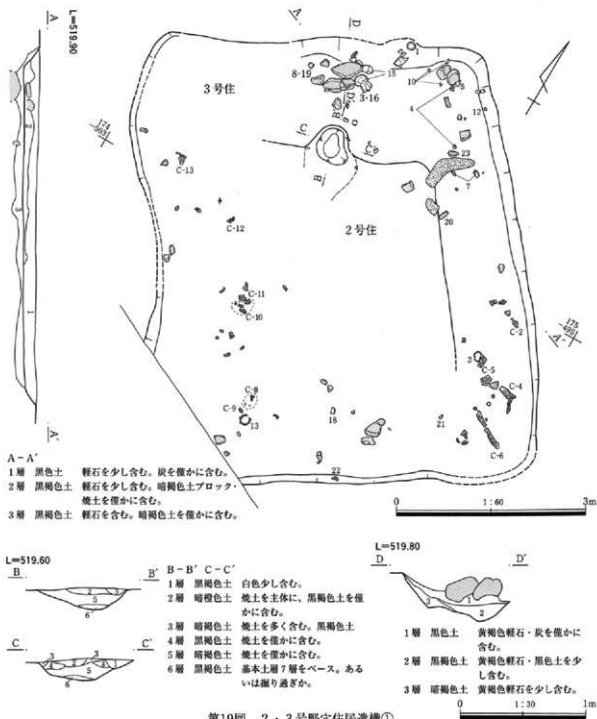 L=519.90
A
A'
A
D
1
8・19
15
10
5
3号住
3・16
4
12
D'
B
C
C'
23
7
174
C-13
B
20
C-12
2号住
C-11
C-10
C-2
175
A'
2
C-5
C-8
C-4
C-9
13
18
21
C-6
22
A-A'
1層 黒色土 軽石を少し含む。炭を僅かに含む。
2層 黒褐色土 軽石を少し含む。暗褐色土ブロック・
焼土を僅かに含む。
3層 黒褐色土 軽石を含む。暗褐色土を僅かに含む。
0 1:60 3m
L=519.60
B B'
C C'
B-B' C-C'
1層 黒褐色土 白色少し含む。
2層 暗橙色土 焼土を主体に、黒褐色土を僅
かに含む。
3層 暗褐色土 焼土を多く含む。黒褐色土
4層 黒褐色土 焼土を僅かに含む。
5層 暗褐色土 焼土を僅かに含む。
6層 黒褐色土 基本土層7層をベース。ある
いは掘り過ぎか。
L=519.80
D D'
1層 黒色土 黄褐色軽石・炭を僅かに
含む。
2層 黒褐色土 黄褐色軽石・黒色土を少
し含む。
3層 暗褐色土 黄褐色軽石を少し含む。
0 1:30 1m
第19図 2・3号竪穴住居遺構①